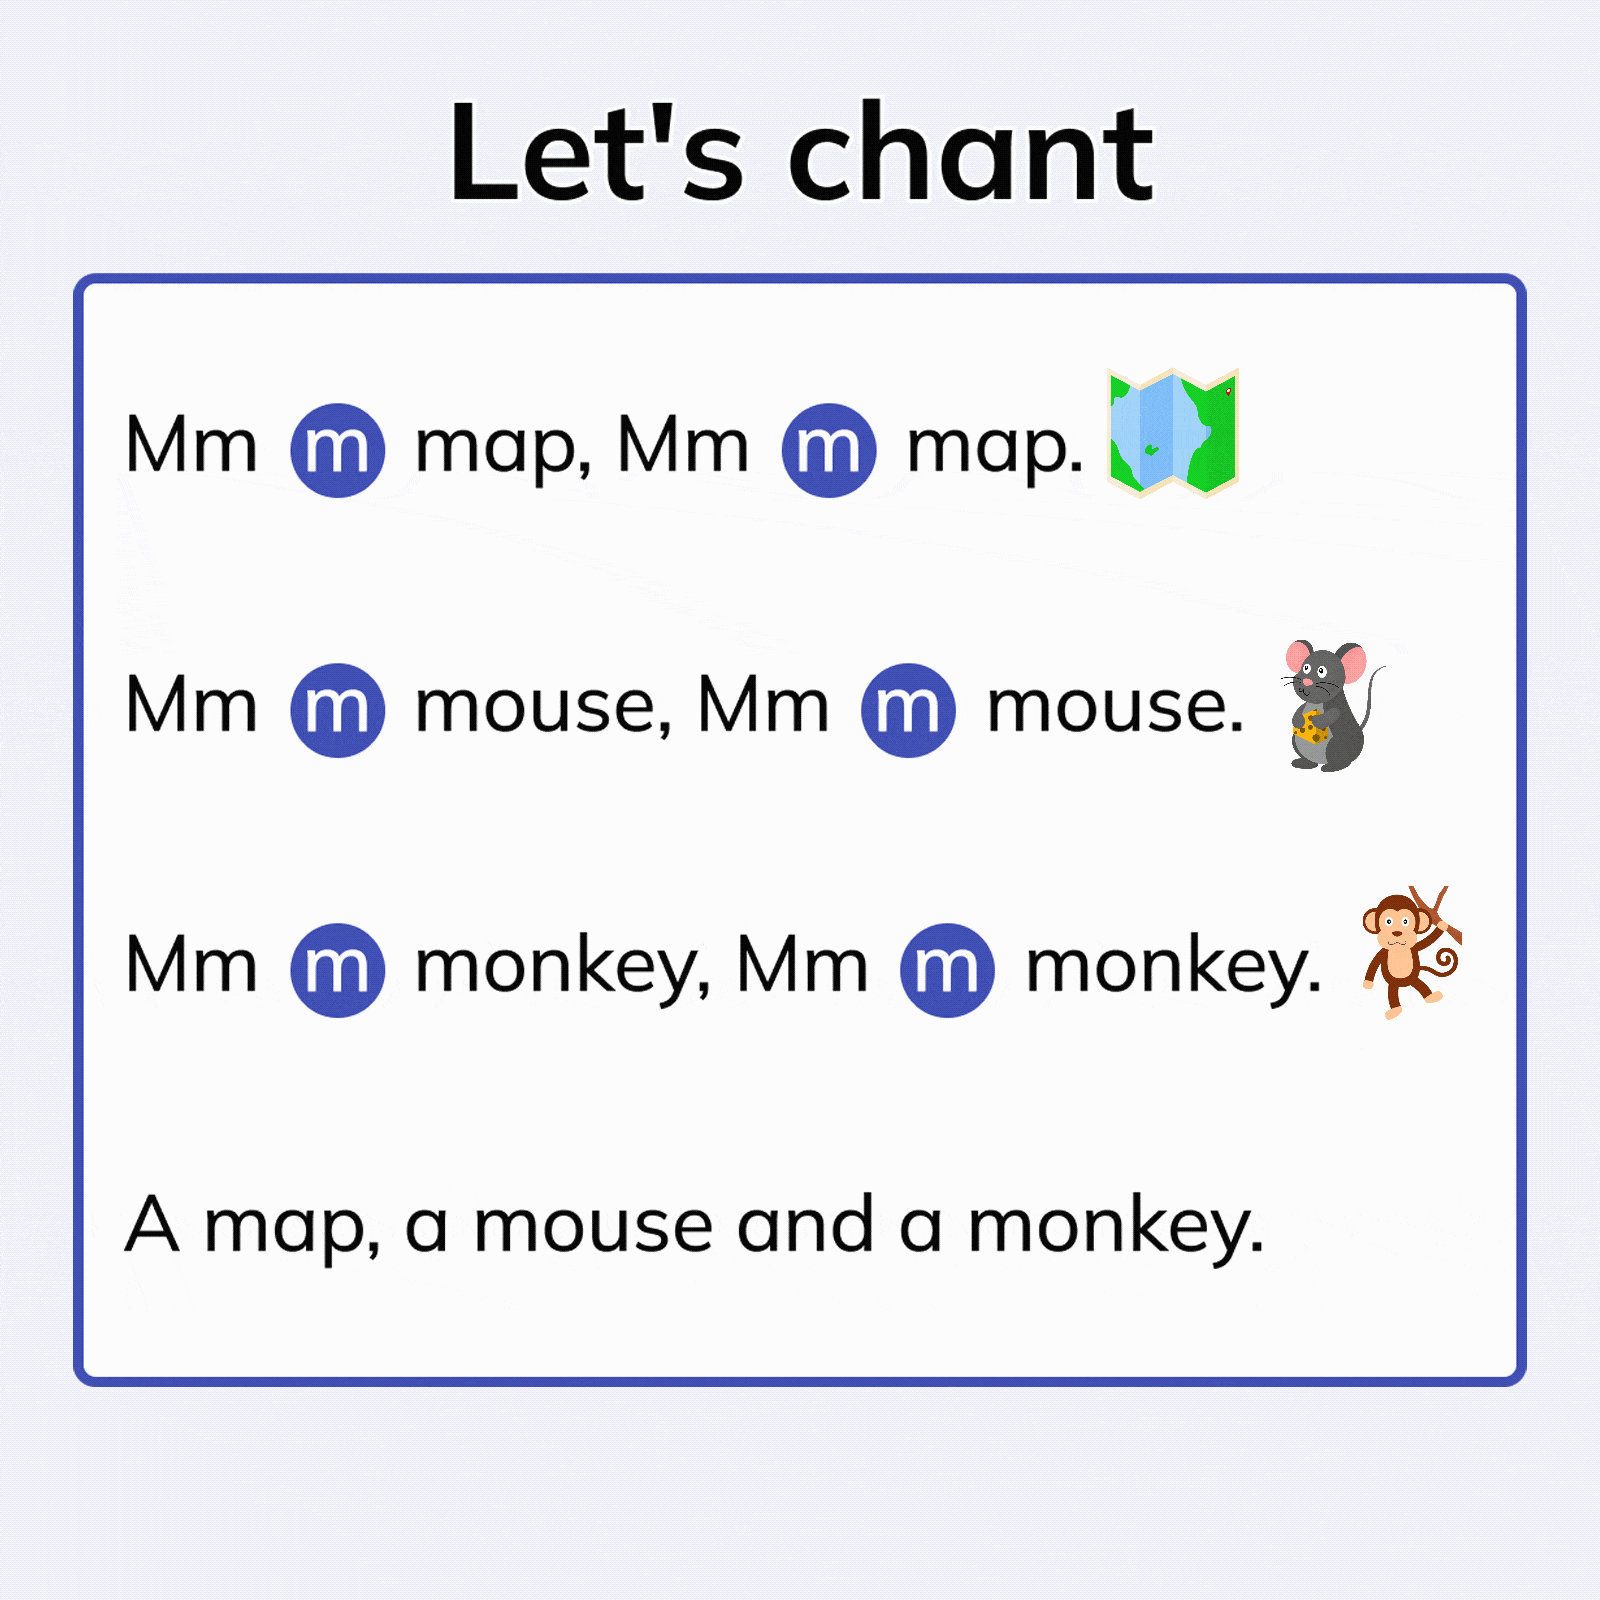 Let's chant
Mm m map, Mm m map.
Mm m mouse, Mm m mouse.
Mm m monkey, Mm m monkey.
A map, a mouse and a monkey.